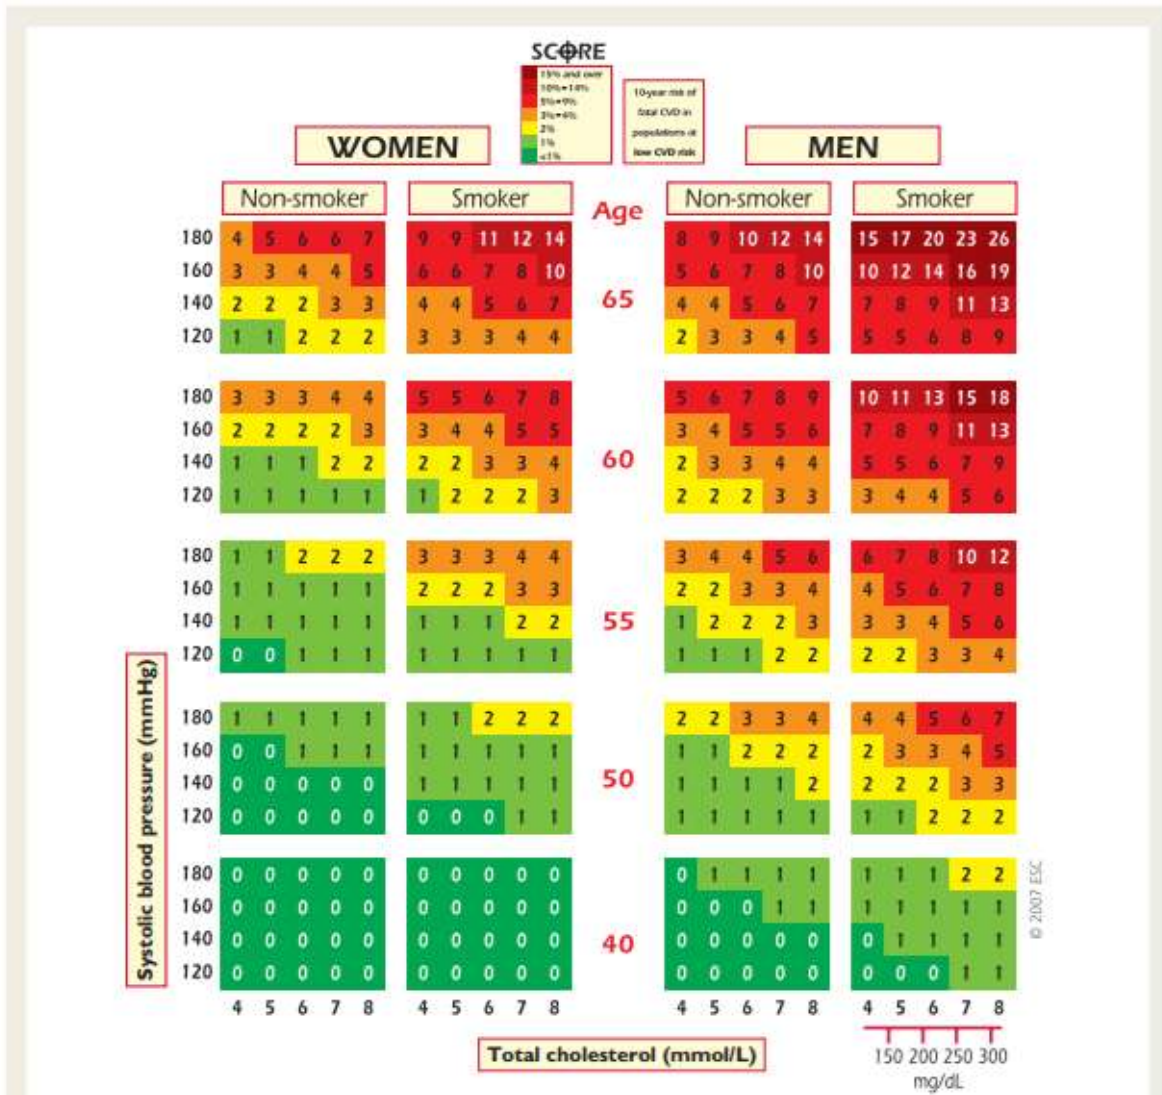 SCORE
15% and over
10%–14%
5%–9%
3%–4%
2%
1%
<1%
10-year risk of
fatal CVD in
populations at
low CVD risk
WOMEN
MEN
Non-smoker Smoker Age Non-smoker Smoker
180 4 5 6 6 7 9 9 11 12 14 8 9 10 12 14 15 17 20 23 26
160 3 3 4 4 5 6 6 7 8 10 5 6 7 8 10 10 12 14 16 19
65
140 2 2 2 3 3 4 4 5 6 7 4 4 5 6 7 7 8 9 11 13
120 1 1 2 2 2 3 3 3 4 4 2 3 3 4 5 5 5 6 8 9
180 3 3 3 4 4 5 5 6 7 8 5 6 7 8 9 10 11 13 15 18
160 2 2 2 2 3 3 4 4 5 5 3 4 5 5 6 7 8 9 11 13
60
140 1 1 1 2 2 2 2 3 3 4 2 3 3 4 4 5 5 6 7 9
120 1 1 1 1 1 1 2 2 2 3 2 2 2 3 3 3 4 4 5 6
180 1 1 2 2 2 3 3 3 4 4 3 4 4 5 6 6 7 8 10 12
160 1 1 1 1 1 2 2 2 3 3 2 2 3 3 4 4 5 6 7 8
55
140 1 1 1 1 1 1 1 1 2 2 1 2 2 2 3 3 3 4 5 6
120 0 0 1 1 1 1 1 1 1 1 1 1 1 2 2 2 2 3 3 4
180 1 1 1 1 1 1 1 2 2 2 2 2 3 3 4 4 4 5 6 7
160 0 0 1 1 1 1 1 1 1 1 1 1 2 2 2 2 3 3 4 5
50
140 0 0 0 0 0 1 1 1 1 1 1 1 1 1 2 2 2 2 3 3
120 0 0 0 0 0 0 0 0 1 1 1 1 1 1 1 1 1 2 2 2
180 0 0 0 0 0 0 0 0 0 0 0 1 1 1 1 1 1 1 2 2
160 0 0 0 0 0 0 0 0 0 0 0 0 0 1 1 1 1 1 1 1
40
140 0 0 0 0 0 0 0 0 0 0 0 0 0 0 0 0 1 1 1 1
120 0 0 0 0 0 0 0 0 0 0 0 0 0 0 0 0 0 0 1 1
4 5 6 7 8 4 5 6 7 8 4 5 6 7 8 4 5 6 7 8
Systolic blood pressure (mmHg)
© 2007 ESC
Total cholesterol (mmol/L)
150 200 250 300
mg/dL